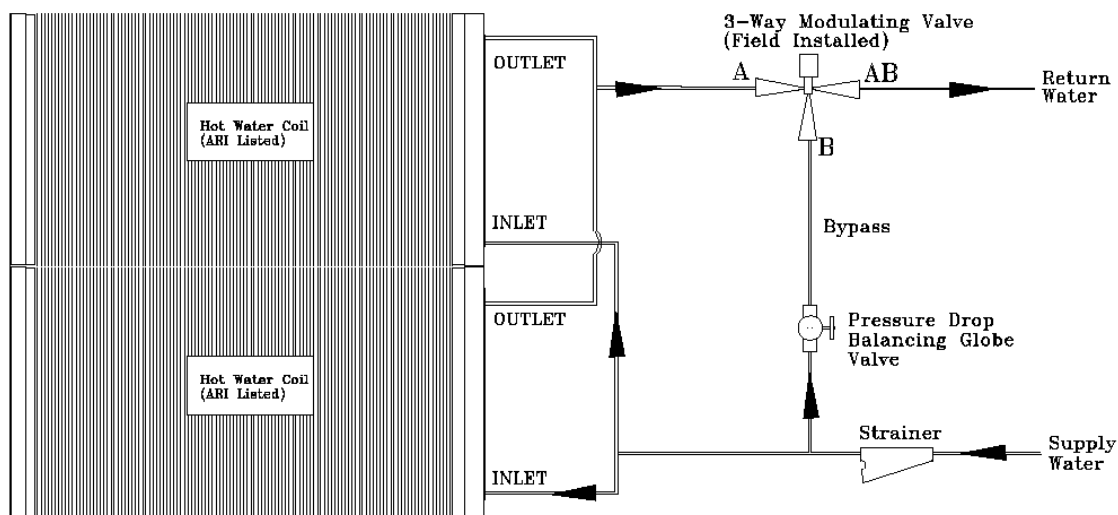 3-Way Modulating Valve
(Field Installed)
OUTLET
A
AB
Return
Water
Hot Water Coil
(ARI Listed)
B
INLET
Bypass
OUTLET
Pressure Drop
Balancing Globe
Valve
Hot Water Coil
(ARI Listed)
Strainer
Supply
Water
INLET